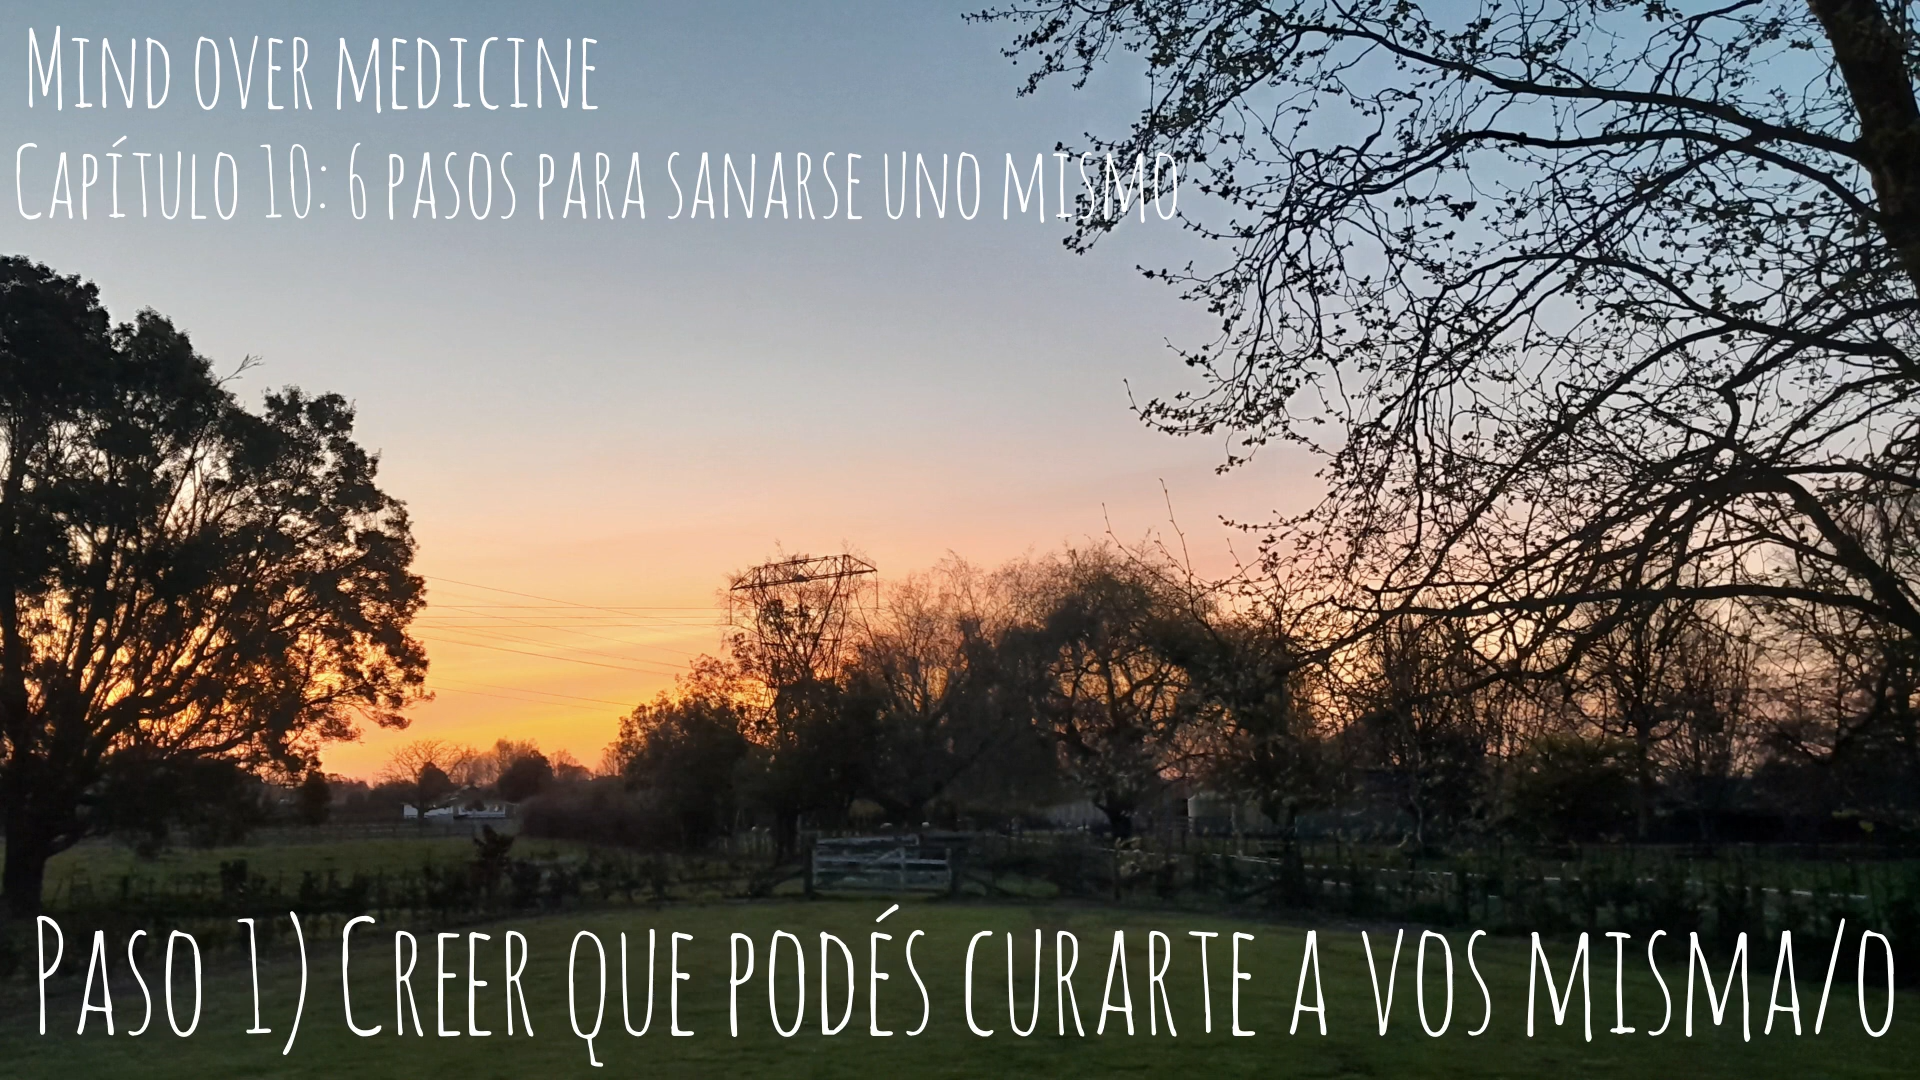 Mind over medicine
Capítulo 10: 6 pasos para sanarse uno mismo
Paso 1) Creer que podés curarte a vos misma/o